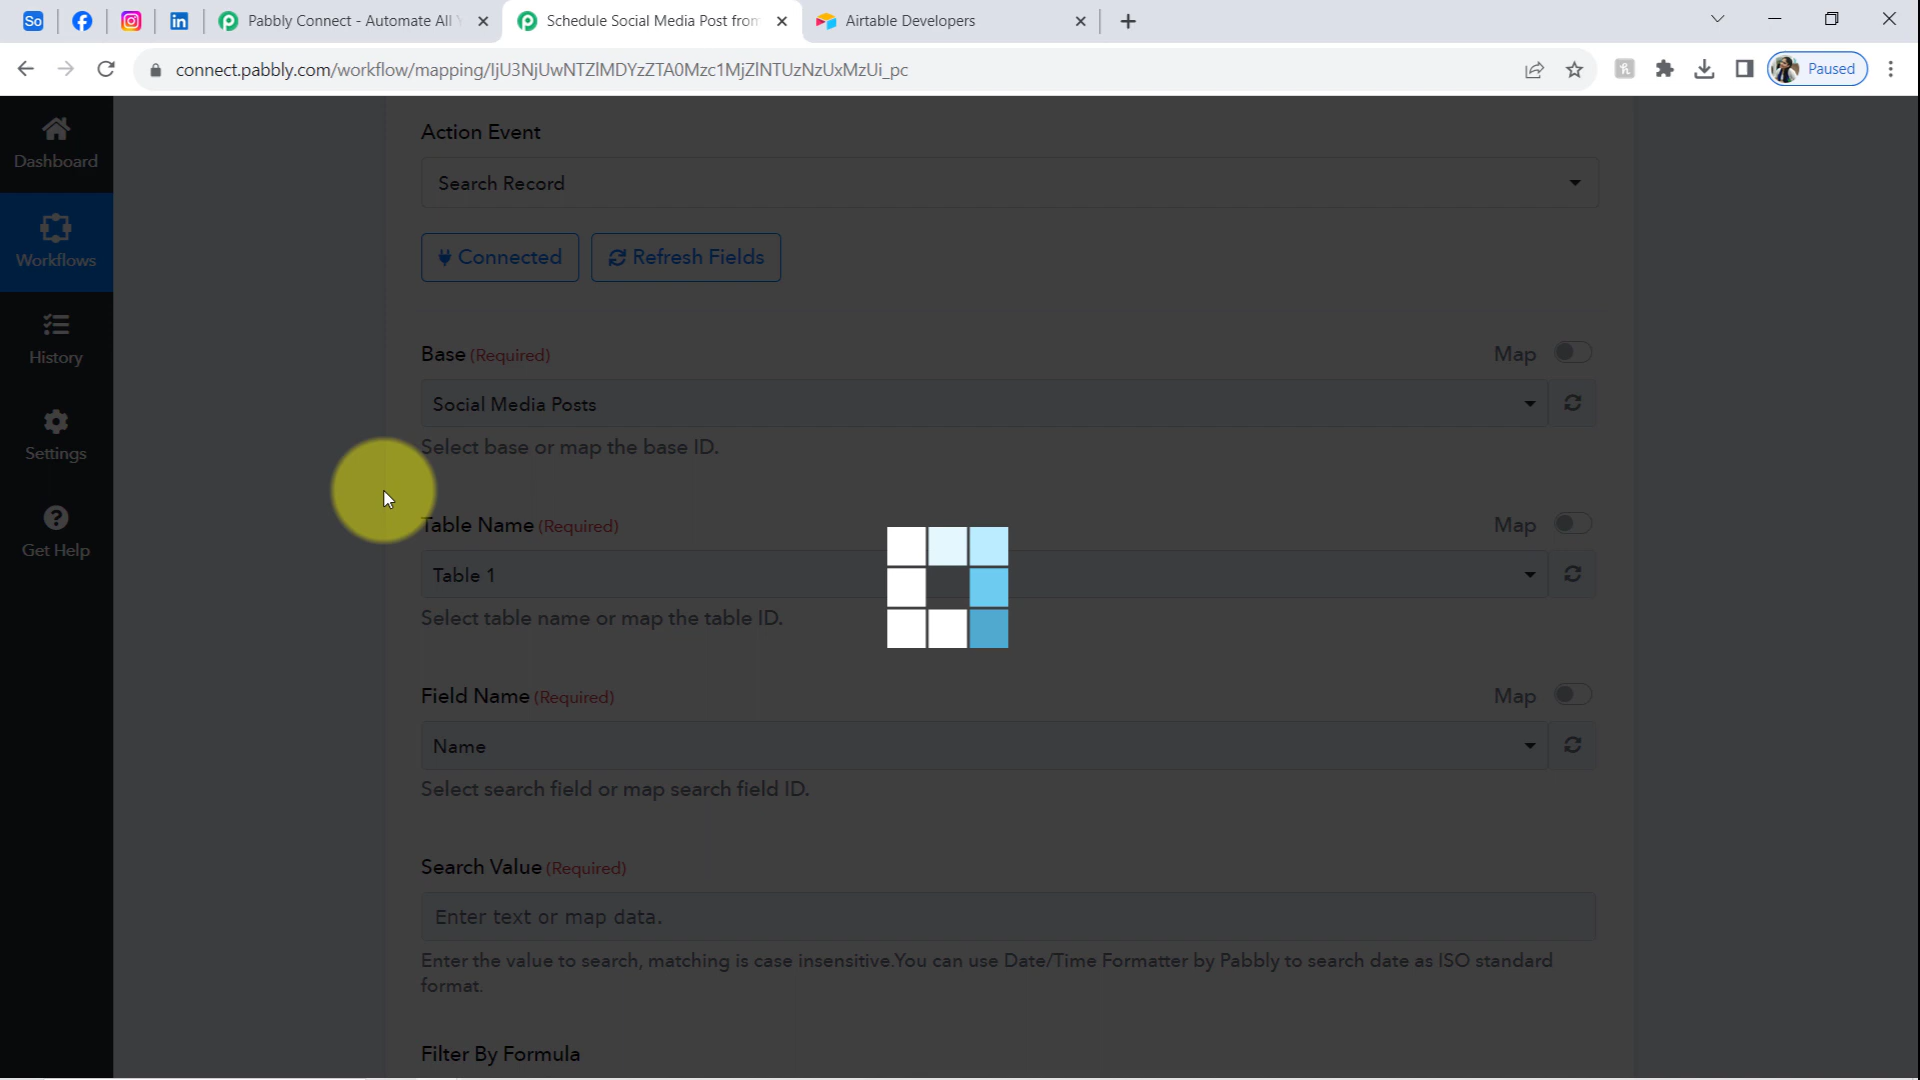 So
Pabbly Connect - Automate All Y
Schedule Social Media Post from
Airtable Developers
connect.pabbly.com/workflow/mapping/IjU3NjUwNTZlMDYzZTA0Mzc1MjZlNTUzNzUxMzUi_pc
Paused
Dashboard
Workflows
History
Settings
Get Help
Action Event
Search Record
Connected
Refresh Fields
Base (Required)
Map
Social Media Posts
Select base or map the base ID.
Table Name (Required)
Map
Table 1
Select table name or map the table ID.
Field Name (Required)
Map
Name
Select search field or map search field ID.
Search Value (Required)
Enter text or map data.
Enter the value to search, matching is case insensitive.You can use Date/Time Formatter by Pabbly to search date as ISO standard
format.
Filter By Formula